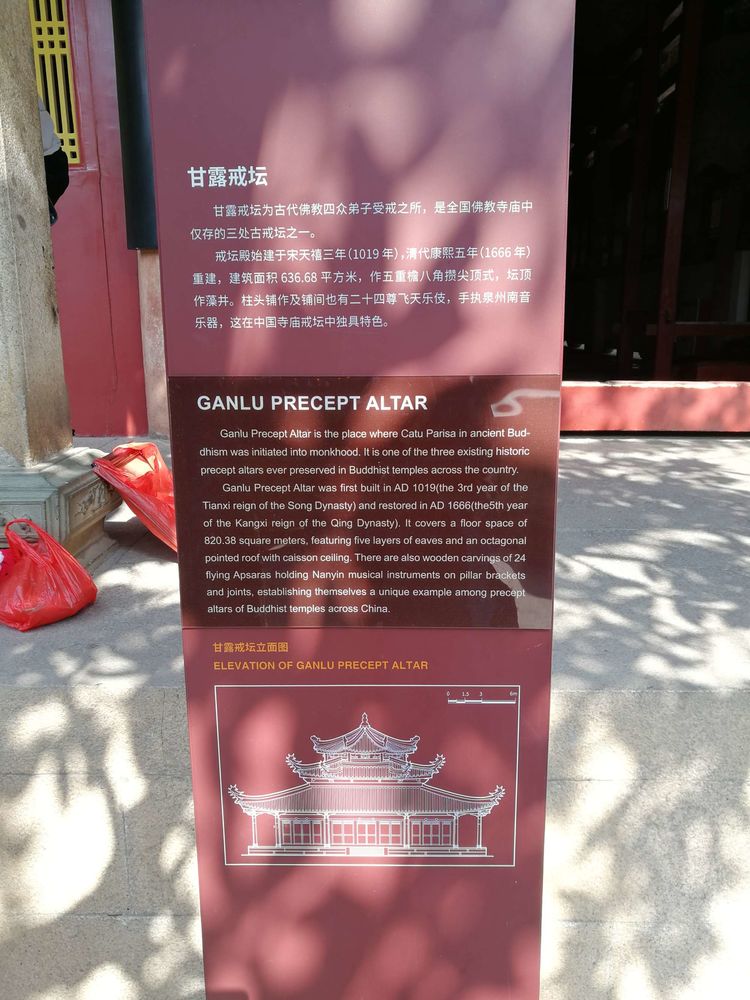 甘露戒坛
甘露戒坛为古代佛教四众弟子受戒之所，是全国佛教寺庙中
仅存的三处古戒坛之一。
戒坛殿始建于宋天禧三年（1019 年），清代康熙五年（1666 年）
重建，建筑面积 636.68 平方米，作五重檐八角攒尖顶式，坛顶
作藻井。柱头铺作及铺间也有二十四尊飞天乐伎，手执泉州南音
乐器，这在中国寺庙戒坛中独具特色。
GANLU PRECEPT ALTAR
Ganlu Precept Altar is the place where Catu Parisa in ancient Bud-
dhism was initiated into monkhood. It is one of the three existing historic
precept altars ever preserved in Buddhist temples across the country.
Ganlu Precept Altar was first built in AD 1019(the 3rd year of the
Tianxi reign of the Song Dynasty) and restored in AD 1666(the5th year
of the Kangxi reign of the Qing Dynasty). It covers a floor space of
820.38 square meters, featuring five layers of eaves and an octagonal
pointed roof with caisson ceiling. There are also wooden carvings of 24
flying Apsaras holding Nanyin musical instruments on pillar brackets
and joints, establishing themselves a unique example among precept
altars of Buddhist temples across China.
甘露戒坛立面图
ELEVATION OF GANLU PRECEPT ALTAR
0 1.5 3 6m